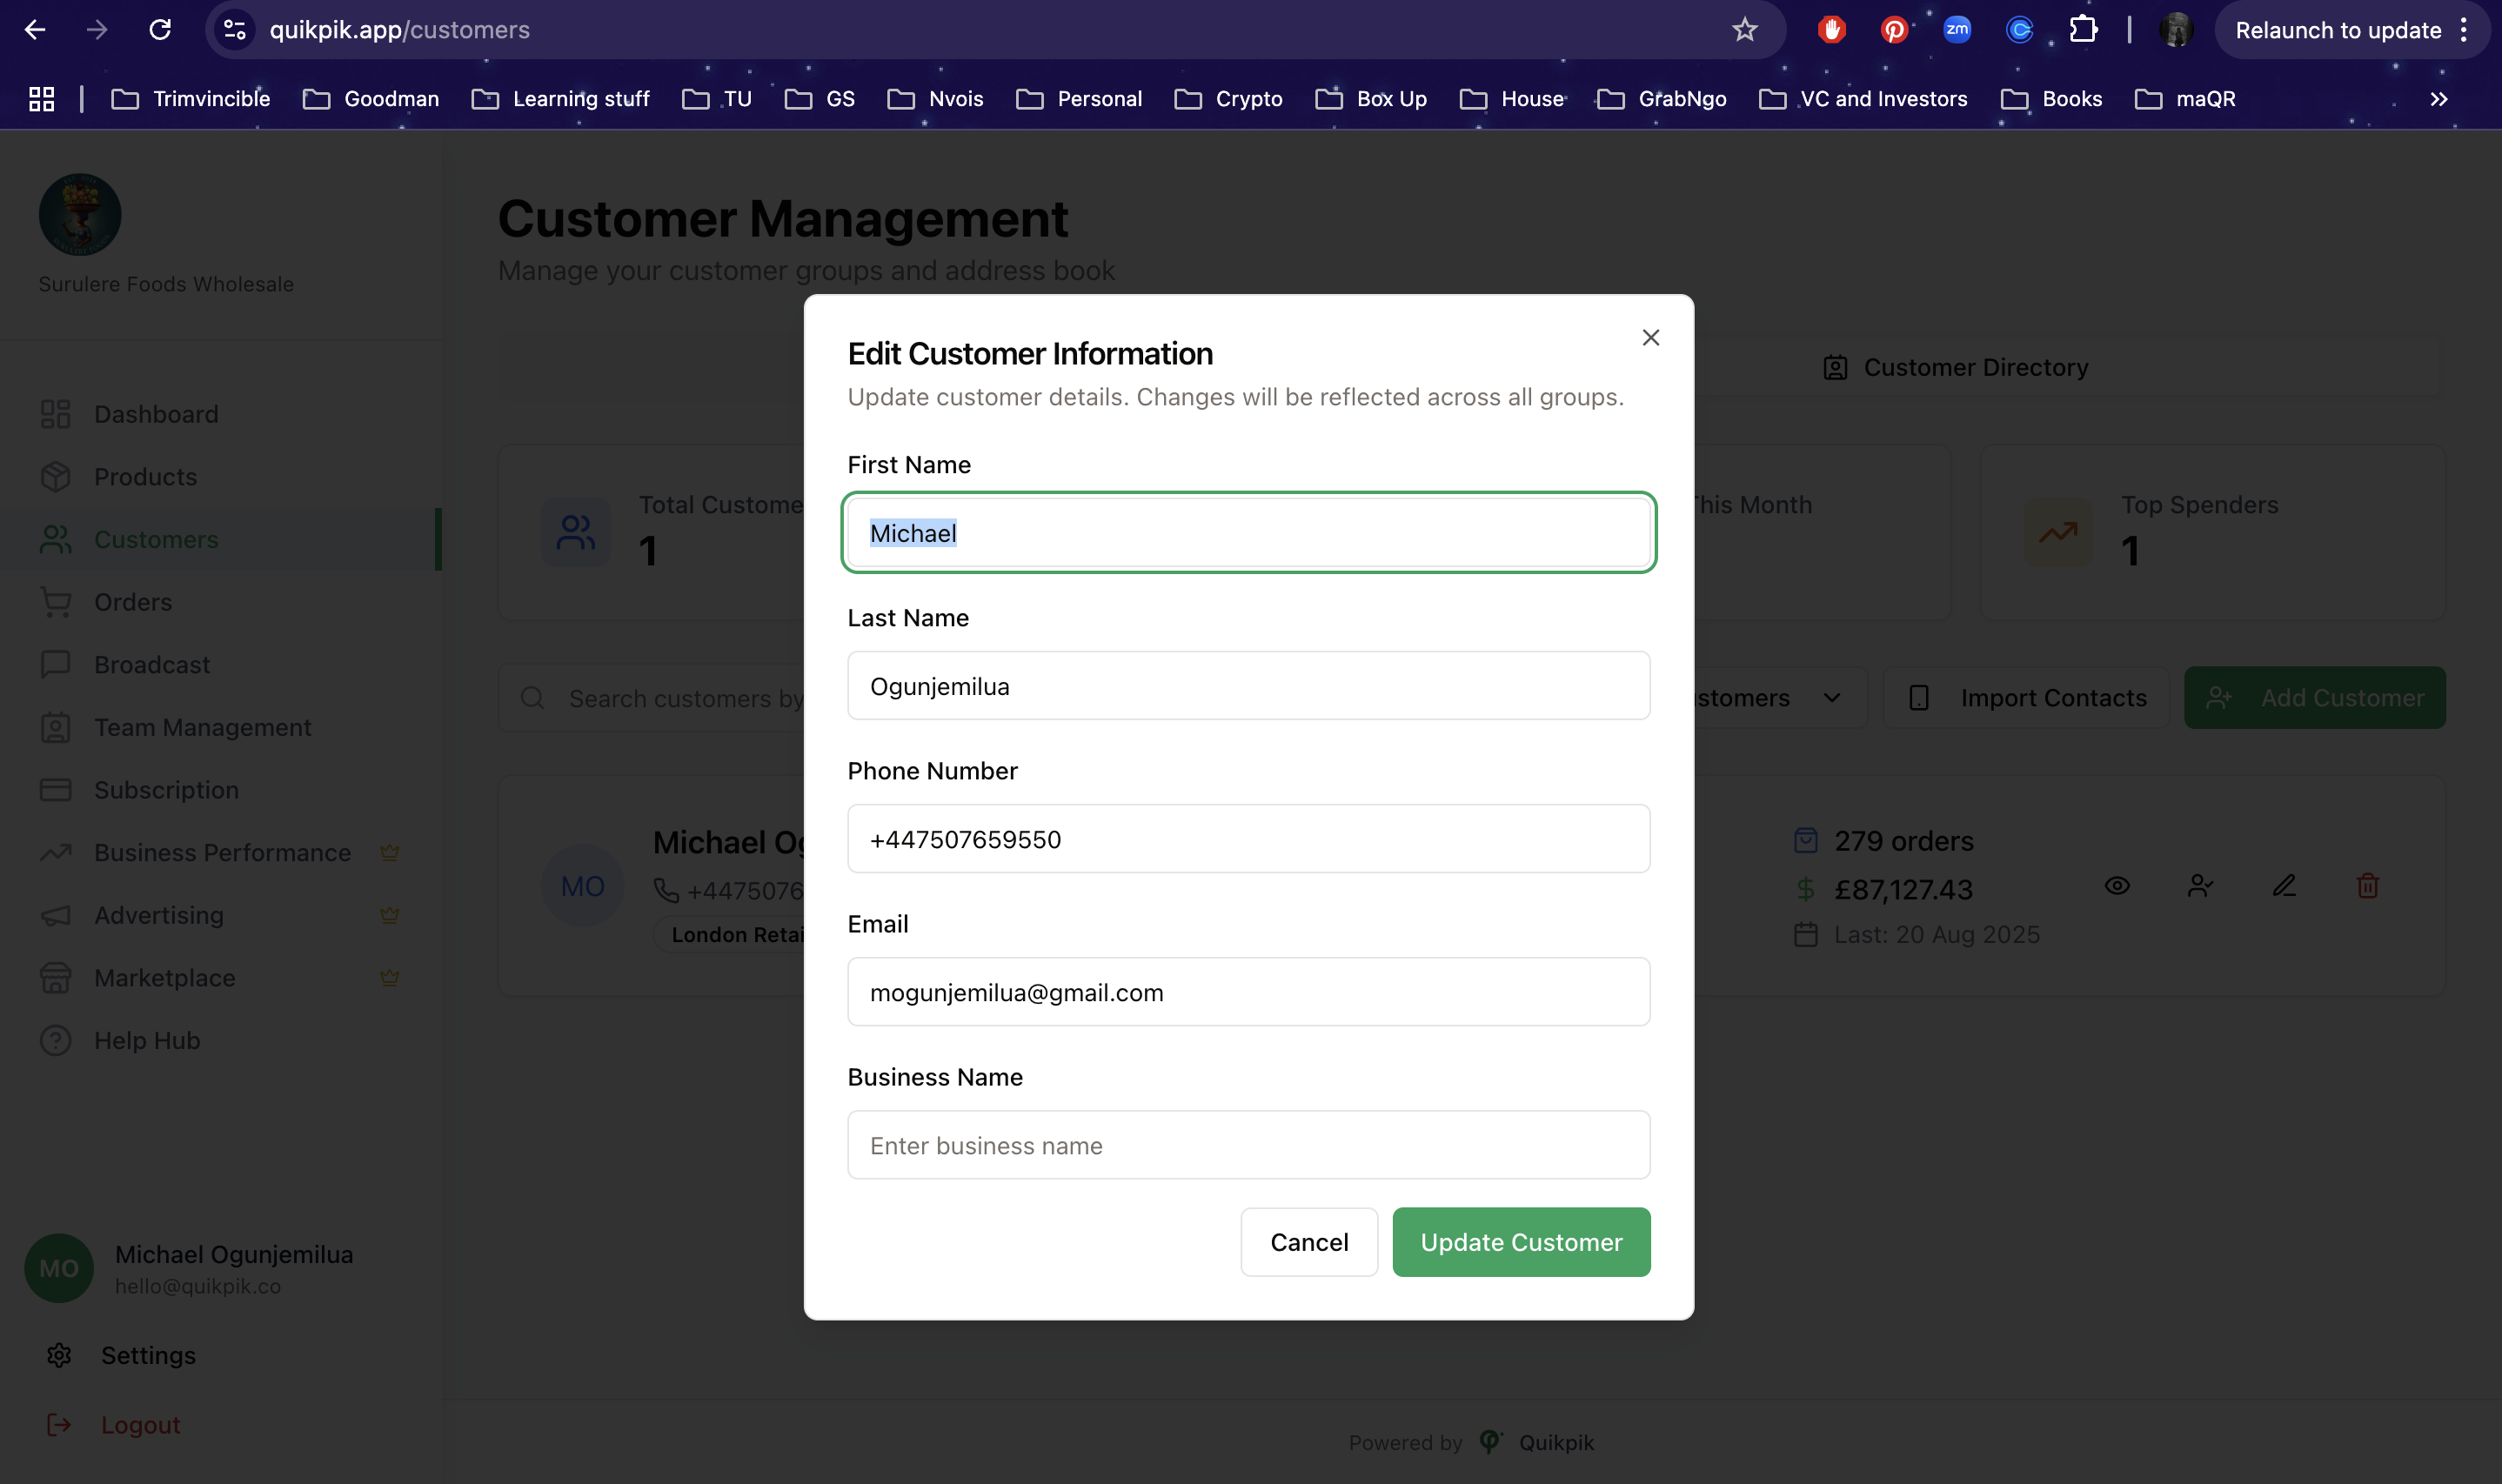 quikpik.app/customers
zm
Relaunch to update
Trimvincible
Goodman
Learning stuff
TU
GS
Nvois
Personal
Crypto
Box Up
House
GrabNgo
VC and Investors
Books
maQR
Surulere Foods Wholesale
Dashboard
Products
Customers
Orders
Broadcast
Team Management
Subscription
Business Performance
Advertising
Marketplace
Help Hub
MO
Michael Ogunjemilua
hello@quikpik.co
Settings
Logout
Customer Management
Manage your customer groups and address book
Customer Directory
Total Custome
1
This Month
Top Spenders
1
Search customers by
stomers
Import Contacts
Add Customer
MO
Michael Og
+4475076
London Retai
279 orders
£87,127.43
Last: 20 Aug 2025
Edit Customer Information
Update customer details. Changes will be reflected across all groups.
First Name
Michael
Last Name
Ogunjemilua
Phone Number
+447507659550
Email
mogunjemilua@gmail.com
Business Name
Enter business name
Cancel
Update Customer
Powered by Quikpik